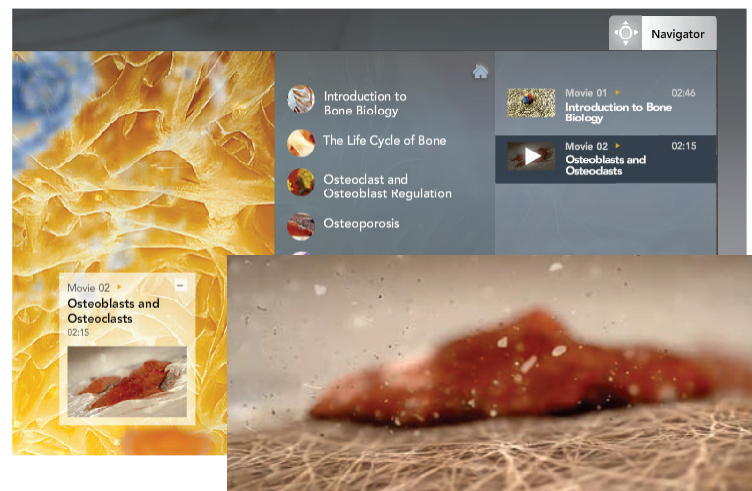 Navigator
Introduction to
Bone Biology
The Life Cycle of Bone
Osteoclast and
Osteoblast Regulation
Osteoporosis
Movie 01
02:46
Introduction to Bone
Biology
Movie 02
02:15
Osteoblasts and
Osteoclasts
Movie 02
Osteoblasts and
Osteoclasts
02:15